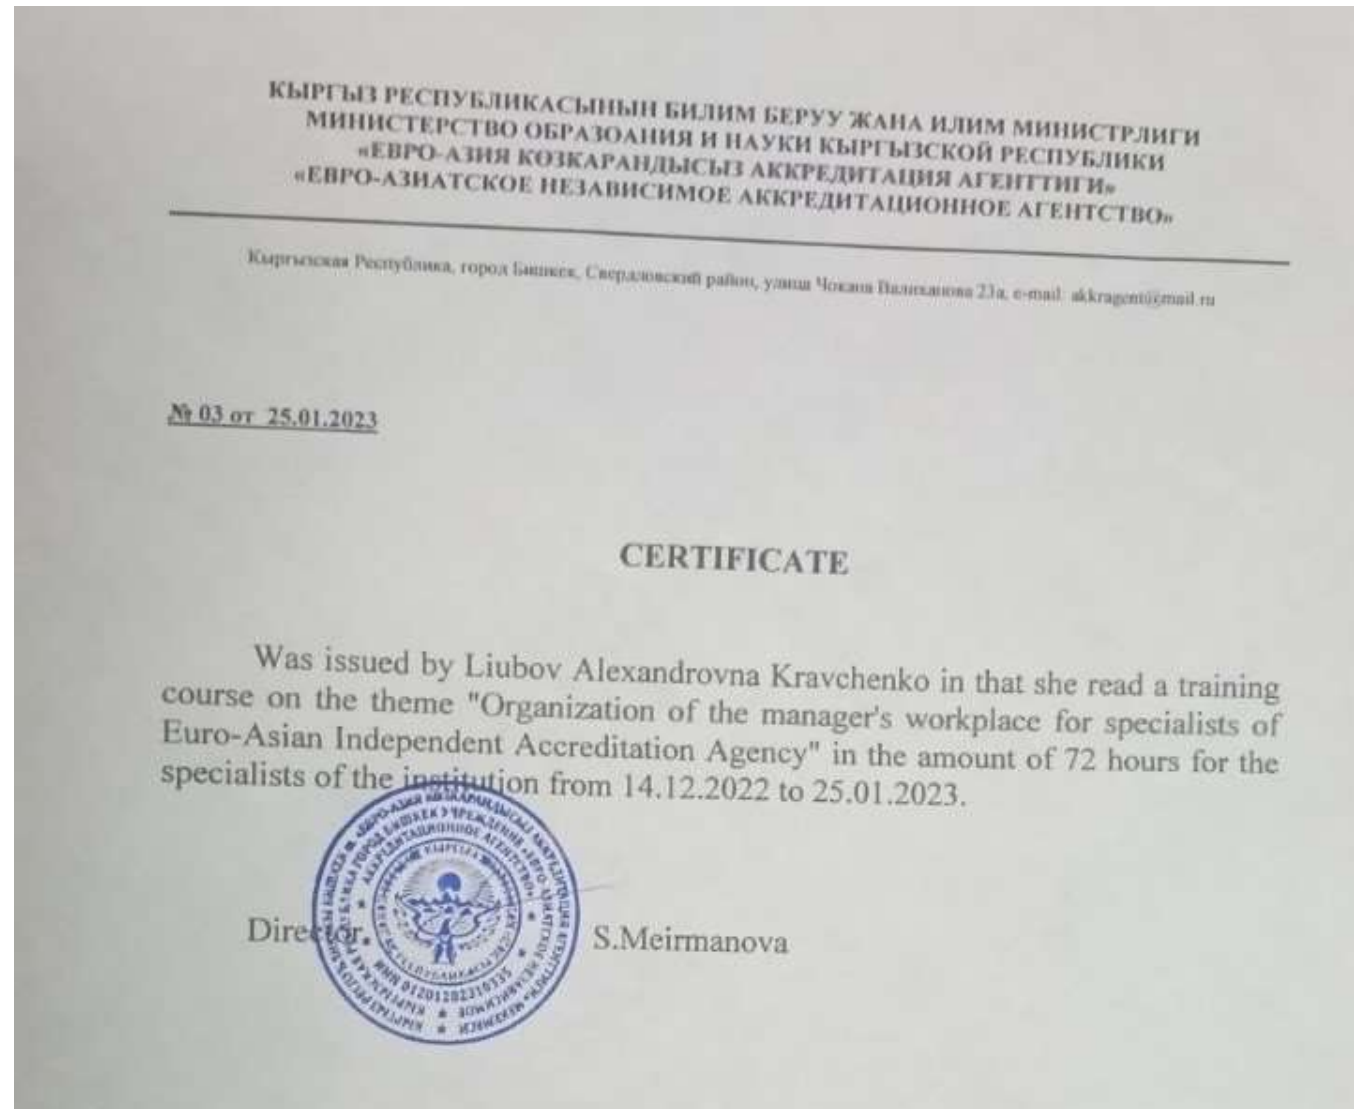 КЫРГЫЗ РЕСПУБЛИКАСЫНЫН БИЛИМ БЕРУУ ЖАНА ИЛИМ МИНИСТРЛИГИ
МИНИСТЕРСТВО ОБРАЗОАНИЯ И НАУКИ КЫРГЫЗСКОЙ РЕСПУБЛИКИ
«ЕВРО-АЗИЯ КОЗКАРАНДЫСЫЗ АККРЕДИТАЦИЯ АГЕНТТИГИ»
«ЕВРО-АЗИАТСКОЕ НЕЗАВИСИМОЕ АККРЕДИТАЦИОННОЕ АГЕНТСТВО»
Кыргызская Республика, город Бишкек, Свердловский район, улица Чокана Валиханова 23а, e-mail: akkragent@mail.ru
№ 03 от 25.01.2023
CERTIFICATE
Was issued by Liubov Alexandrovna Kravchenko in that she read a training
course on the theme "Organization of the manager's workplace for specialists of
Euro-Asian Independent Accreditation Agency" in the amount of 72 hours for the
specialists of the institution from 14.12.2022 to 25.01.2023.
Director. S.Meirmanova